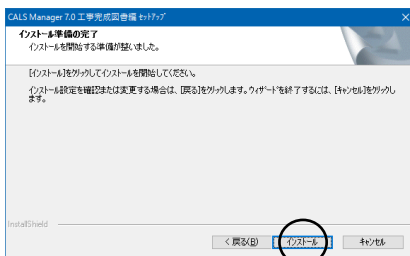 CALS Manager 7.0 工事完成図書編 ｾｯﾄｱｯﾌﾟ
インストール準備の完了
インストールを開始する準備が整いました。
[インストール]をクリックしてインストールを開始してください。
インストール設定を確認または変更する場合は、[戻る]をクリックします。ウィザードを終了するには、[キャンセル]をクリックし
ます。
InstallShield
< 戻る(B)
インストール
キャンセル